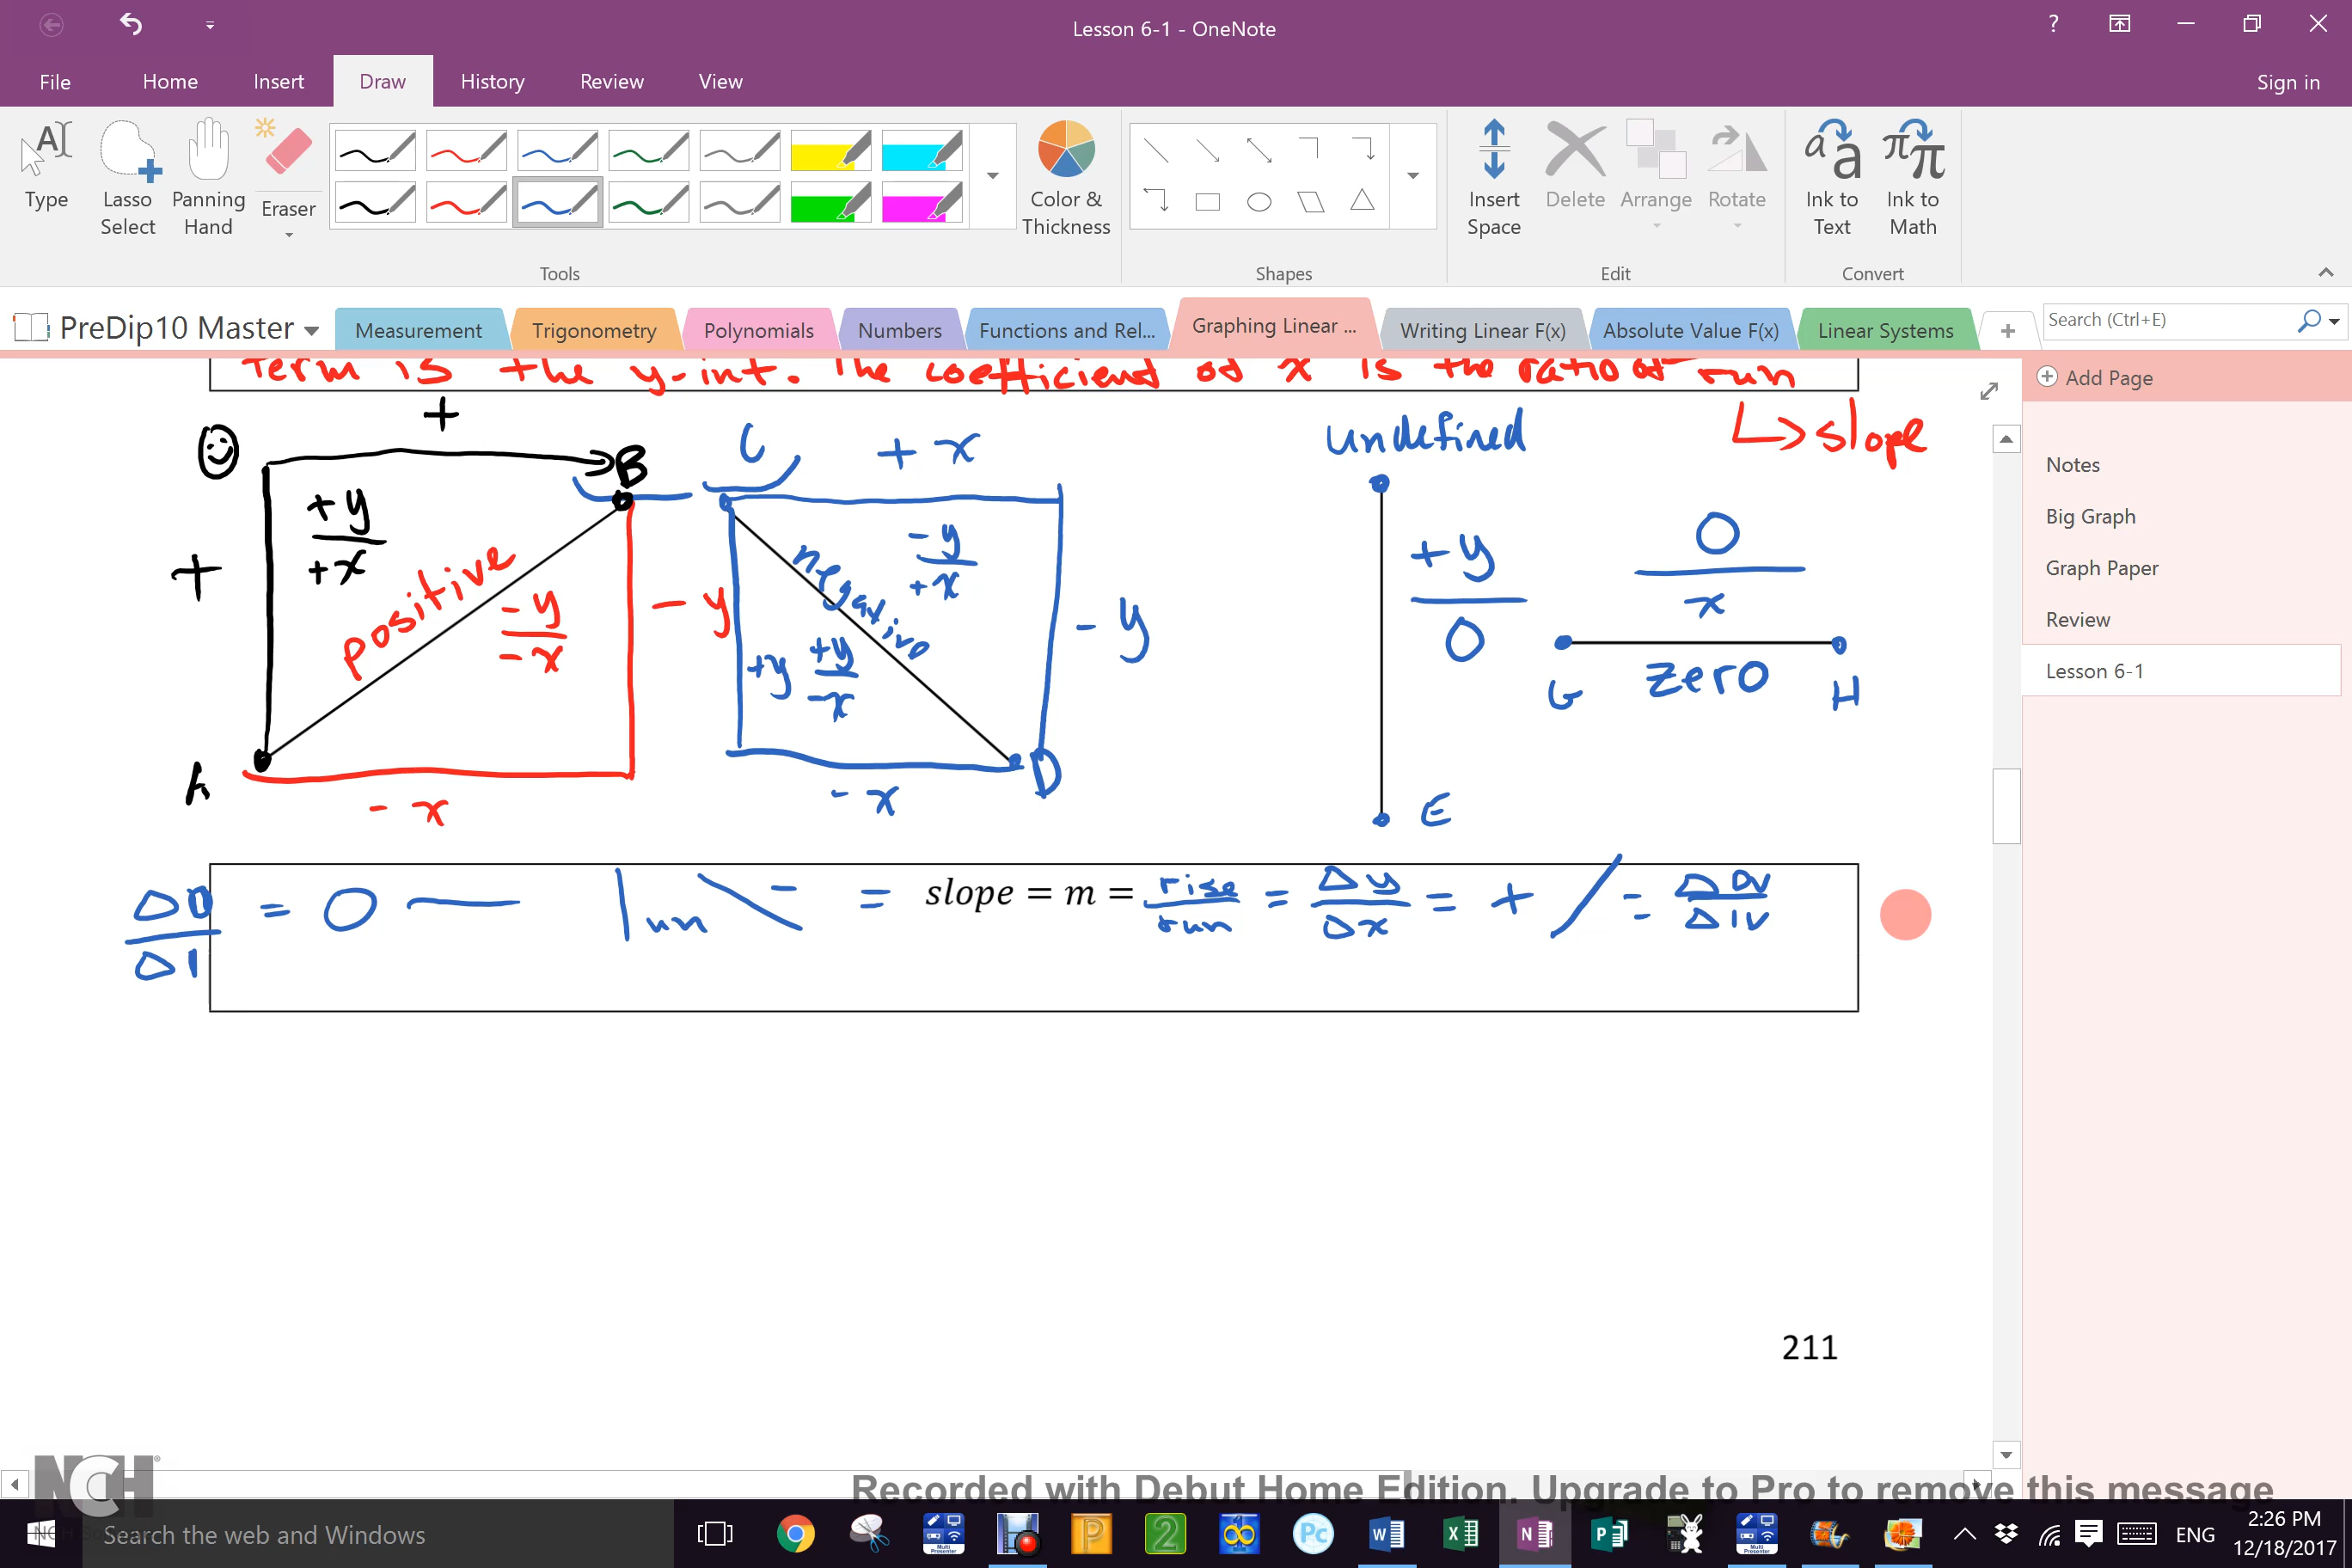 Lesson 6-1 - OneNote
File Home Insert Draw History Review View Sign in
Type Lasso Select Panning Hand Eraser Color & Thickness Insert Space Delete Arrange Rotate Ink to Text Ink to Math
Tools Shapes Edit Convert
PreDip10 Master Measurement Trigonometry Polynomials Numbers Functions and Rel... Graphing Linear ... Writing Linear F(x) Absolute Value F(x) Linear Systems + Search (Ctrl+E)
Add Page
Notes
Big Graph
Graph Paper
Review
Lesson 6-1
Term is the y-int. The coefficient of x is the ratio of run
slope
+
B
+
+y
+x
positive
-y
-x
- y
A
- x
C
+ x
-y
+x
negative
+y
+y
-x
- y
D
- x
undefined
+y
0
E
0
x
G zero H
Δ0
Δ1
= 0
un
-
= slope = m = rise
run
= Δy
Δx
= +
= ΔDV
ΔIV
211
NCH
Recorded with Debut Home Edition. Upgrade to Pro to remove this message
Search the web and Windows
ENG
2:26 PM
12/18/2017